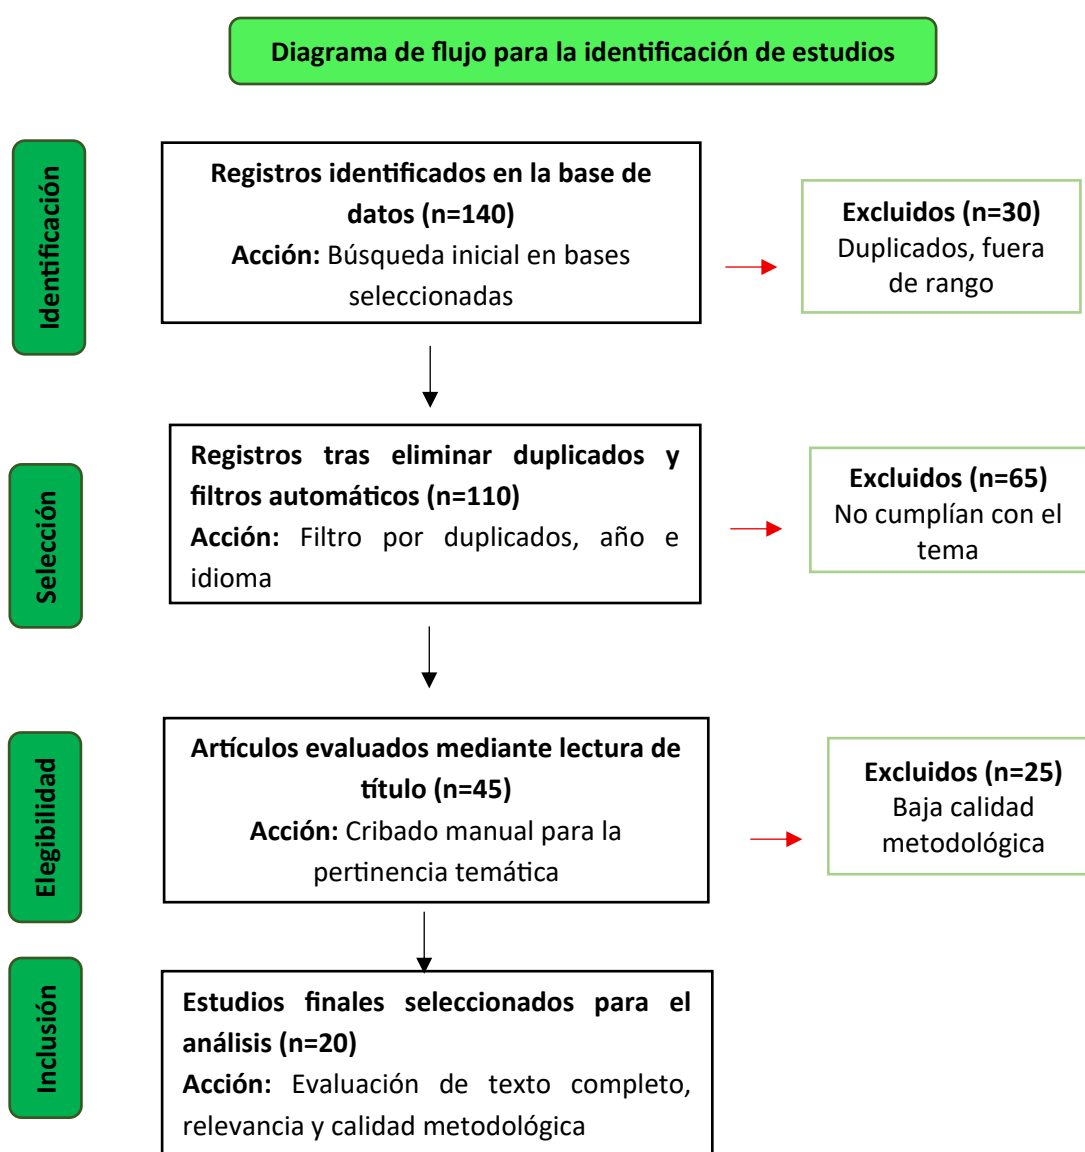 Diagrama de flujo para la identificación de estudios
Identificación
Registros identificados en la base de
datos (n=140)
Acción: Búsqueda inicial en bases
seleccionadas
Excluidos (n=30)
Duplicados, fuera
de rango
Selección
Registros tras eliminar duplicados y
filtros automáticos (n=110)
Acción: Filtro por duplicados, año e
idioma
Excluidos (n=65)
No cumplían con el
tema
Elegibilidad
Artículos evaluados mediante lectura de
título (n=45)
Acción: Cribado manual para la
pertinencia temática
Excluidos (n=25)
Baja calidad
metodológica
Inclusión
Estudios finales seleccionados para el
análisis (n=20)
Acción: Evaluación de texto completo,
relevancia y calidad metodológica